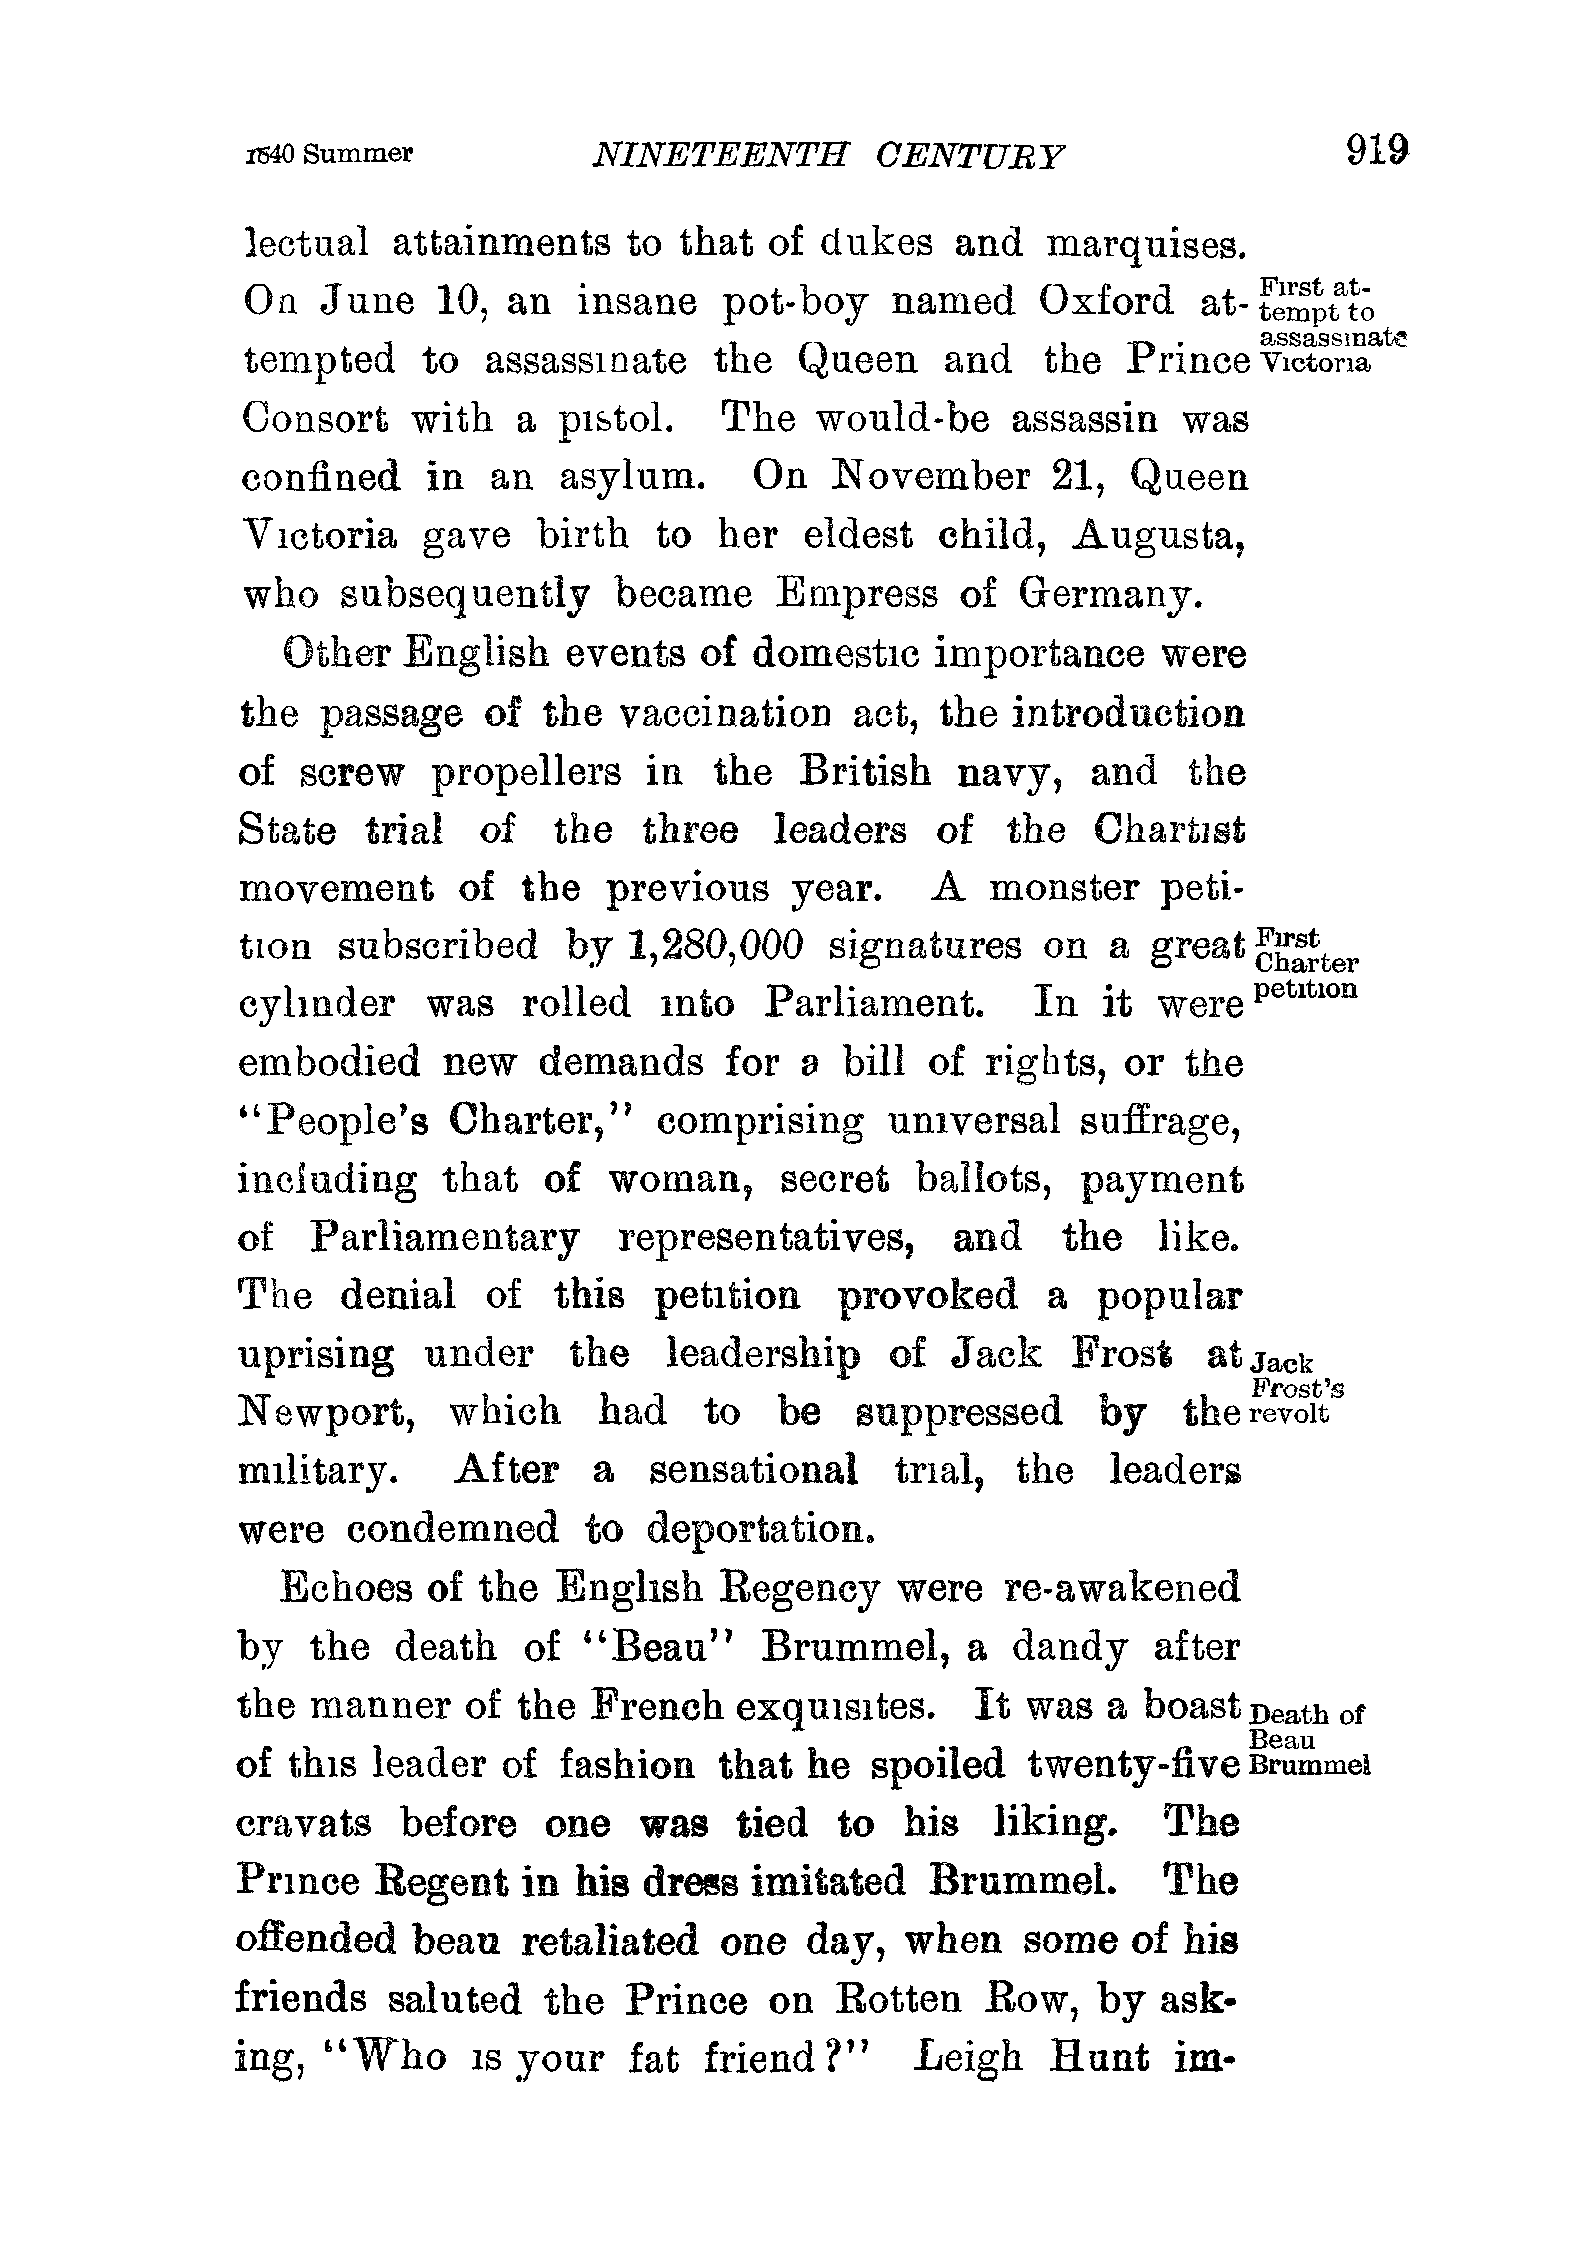 1840 Summer NINETEENTH CENTURY 919
lectual attainments to that of dukes and marquises.
On June 10, an insane pot-boy named Oxford at-
tempted to assassinate the Queen and the Prince
First at-
tempt to
assassinate
Victoria
Consort with a pistol. The would-be assassin was
confined in an asylum. On November 21, Queen
Victoria gave birth to her eldest child, Augusta,
who subsequently became Empress of Germany.
Other English events of domestic importance were
the passage of the vaccination act, the introduction
of screw propellers in the British navy, and the
State trial of the three leaders of the Chartist
movement of the previous year. A monster peti-
tion subscribed by 1,280,000 signatures on a great
cylinder was rolled into Parliament. In it were
First
Charter
petition
embodied new demands for a bill of rights, or the
"People's Charter," comprising universal suffrage,
including that of woman, secret ballots, payment
of Parliamentary representatives, and the like.
The denial of this petition provoked a popular
uprising under the leadership of Jack Frost at
Newport, which had to be suppressed by the
Jack
Frost's
revolt
military. After a sensational trial, the leaders
were condemned to deportation.
Echoes of the English Regency were re-awakened
by the death of "Beau" Brummel, a dandy after
the manner of the French exquisites. It was a boast
of this leader of fashion that he spoiled twenty-five
Death of
Beau
Brummel
cravats before one was tied to his liking. The
Prince Regent in his dress imitated Brummel. The
offended beau retaliated one day, when some of his
friends saluted the Prince on Rotten Row, by ask-
ing, "Who is your fat friend?" Leigh Hunt im-